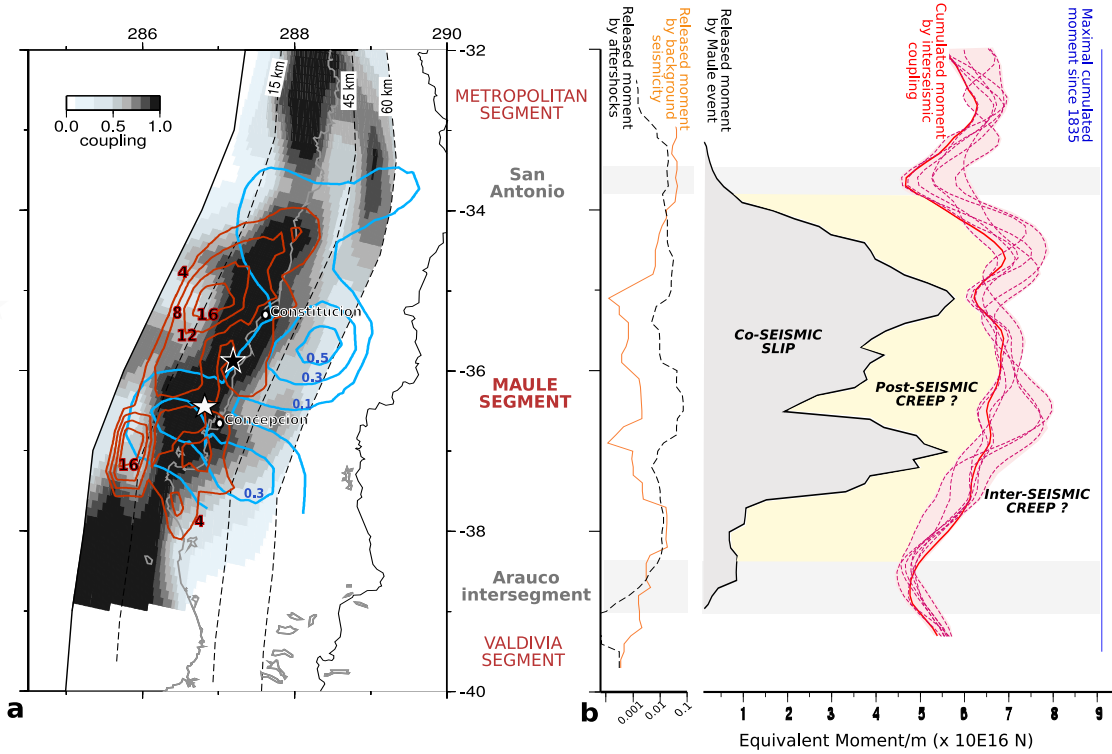 286
288
290
-32
-34
-36
-38
-40
0.0
0.5
1.0
coupling
15 km
45 km
60 km
METROPOLITAN
SEGMENT
San
Antonio
MAULE
SEGMENT
Arauco
intersegment
VALDIVIA
SEGMENT
4
8
16
12
Constitucion
0.5
0.3
0.1
Concepcion
16
0.3
4
a
Released moment
by aftershocks
Released moment
by background
seismicity
Released moment
by Maule event
Cumulated moment
by interseismic
coupling
Maximal cumulated
moment since 1835
Co-SEISMIC
SLIP
Post-SEISMIC
CREEP ?
Inter-SEISMIC
CREEP ?
b
0.001
0.01
0.1
1
2
3
4
5
6
7
8
9
Equivalent Moment/m (x 10E16 N)